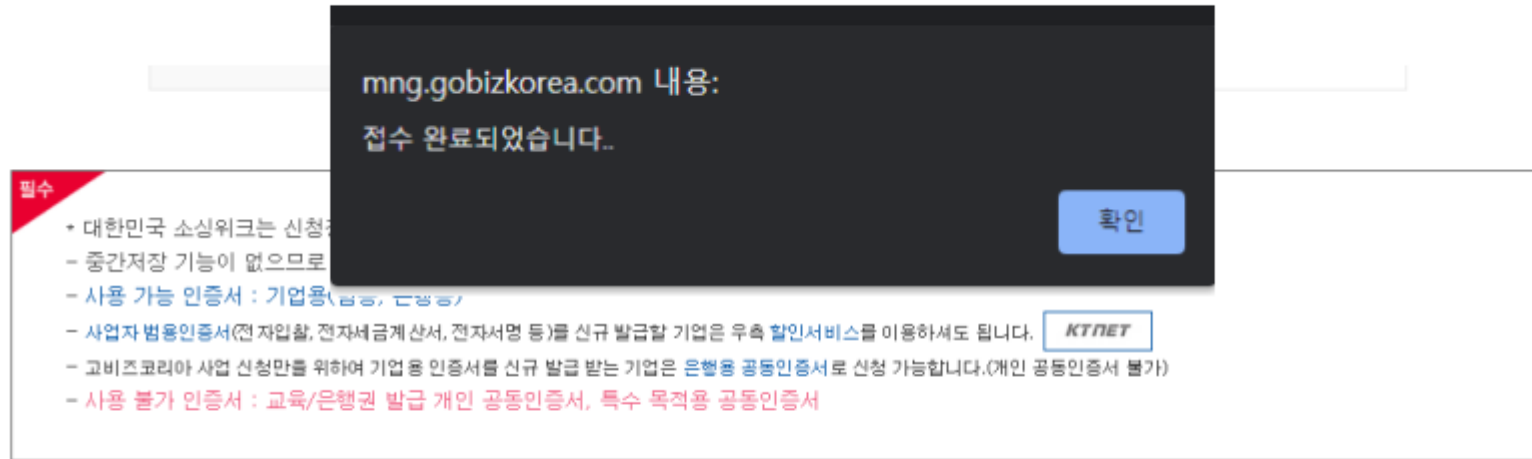 mng.gobizkorea.com 내용:
접수 완료되었습니다..
확인
필수
* 대한민국 소싱위크는 신청
- 중간저장 기능이 없으므로
- 사용 가능 인증서 : 기업용(범용, 은행용)
- 사업자 범용인증서(전자입찰, 전자세금계산서, 전자서명 등)를 신규 발급할 기업은 우측 할인서비스를 이용하셔도 됩니다. KTNET
- 고비즈코리아 사업 신청만을 위하여 기업용 인증서를 신규 발급 받는 기업은 은행용 공동인증서로 신청 가능합니다.(개인 공동인증서 불가)
- 사용 불가 인증서 : 교육/은행권 발급 개인 공동인증서, 특수 목적용 공동인증서